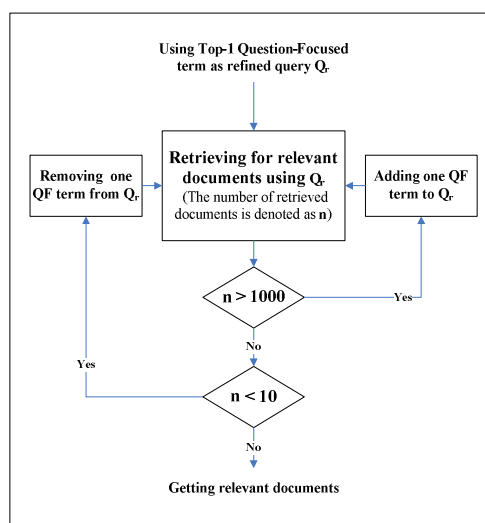 Using Top-1 Question-Focused
term as refined query Qr
Retrieving for relevant
documents using Qr
(The number of retrieved
documents is denoted as n)
Removing one
QF term from Qr
Adding one QF
term to Qr
n > 1000
Yes
No
Yes
n < 10
No
Getting relevant documents